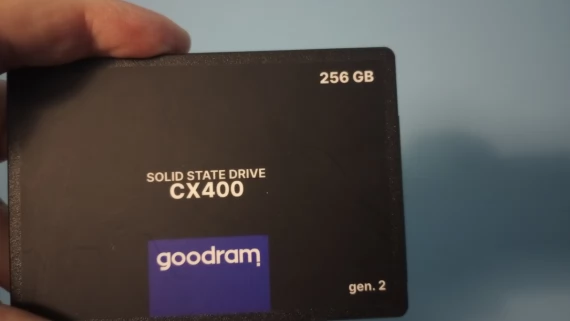 256 GB
SOLID STATE DRIVE
CX400
goodram
gen. 2